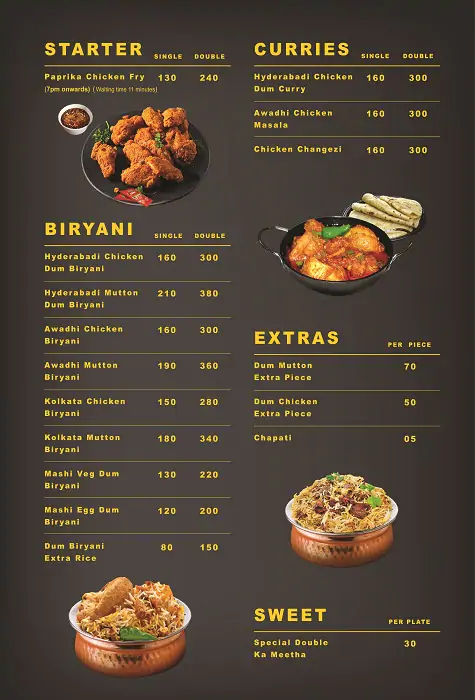 STARTER SINGLE DOUBLE
Paprika Chicken Fry 130 240
(7pm onwards) (Waiting time 11 minutes)
BIRYANI SINGLE DOUBLE
Hyderabadi Chicken 160 300
Dum Biryani
Hyderabadi Mutton 210 380
Dum Biryani
Awadhi Chicken 160 300
Biryani
Awadhi Mutton 190 360
Biryani
Kolkata Chicken 150 280
Biryani
Kolkata Mutton 180 340
Biryani
Mashi Veg Dum 130 220
Biryani
Mashi Egg Dum 120 200
Biryani
Dum Biryani 80 150
Extra Rice
CURRIES SINGLE DOUBLE
Hyderabadi Chicken 160 300
Dum Curry
Awadhi Chicken 160 300
Masala
Chicken Changezi 160 300
EXTRAS PER PIECE
Dum Mutton 70
Extra Piece
Dum Chicken 50
Extra Piece
Chapati 05
SWEET PER PLATE
Special Double 30
Ka Meetha